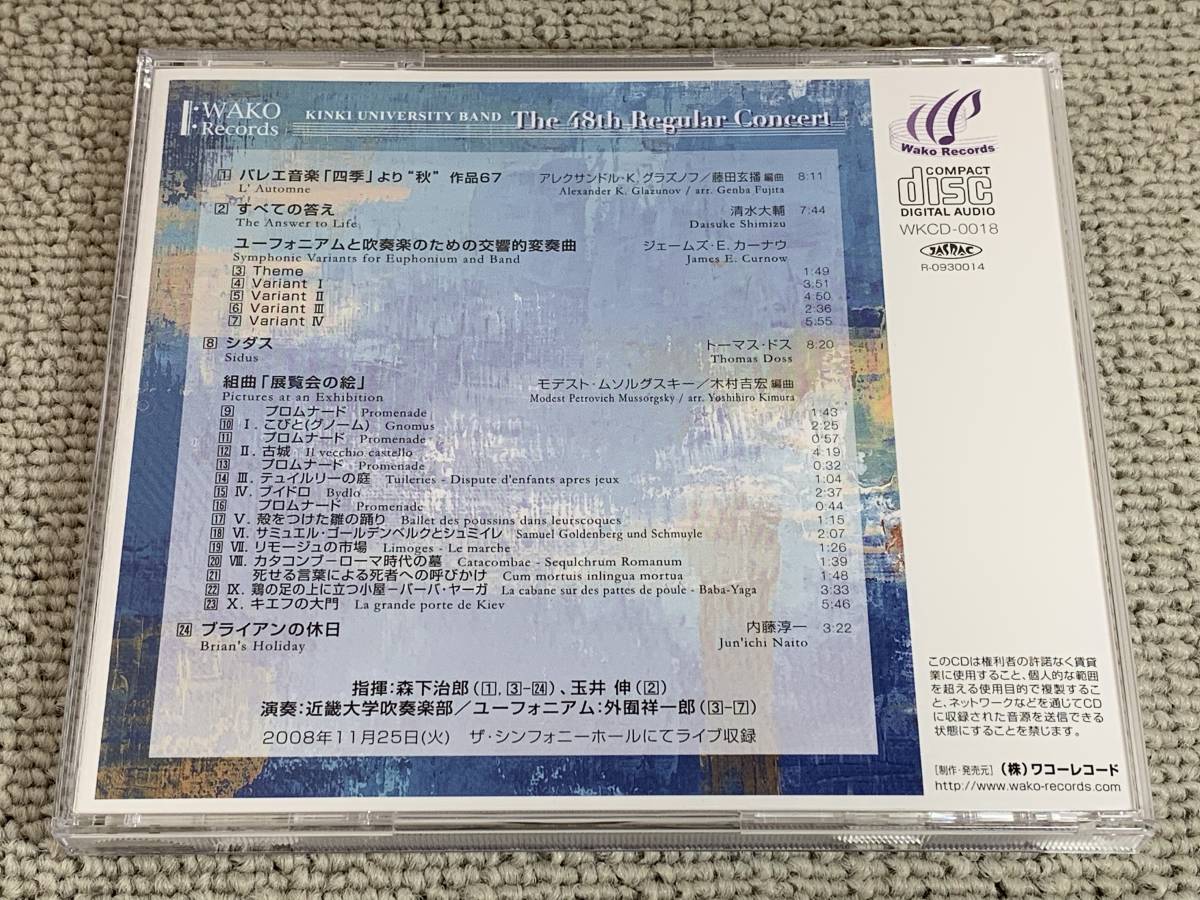 WAKO Records
KINKI UNIVERSITY BAND The 48th Regular Concert
1 バレエ音楽「四季」より“秋” 作品67 アレクサンドル・K. グラズノフ/藤田玄播 編曲 8:11
L' Automne Alexander K. Glazunov / arr. Genba Fujita
2 すべての答え 清水大輔 7:44
The Answer to Life Daisuke Shimizu
ユーフォニアムと吹奏楽のための交響的変奏曲 ジェームズ・E. カーナウ
Symphonic Variants for Euphonium and Band James E. Curnow
3 Theme 1:49
4 Variant Ⅰ 3:51
5 Variant Ⅱ 4:50
6 Variant Ⅲ 2:36
7 Variant Ⅳ 5:55
8 シダス トーマス・ドス 8:20
Sidus Thomas Doss
組曲「展覧会の絵」 モデスト・ムソルグスキー/木村吉宏 編曲
Pictures at an Exhibition Modest Petrovich Mussorgsky / arr. Yoshihiro Kimura
9 プロムナード Promenade 1:43
10 Ⅰ. こびと(グノーム) Gnomus 2:25
11 プロムナード Promenade 0:57
12 Ⅱ. 古城 Il vecchio castello 4:19
13 プロムナード Promenade 0:32
14 Ⅲ. テュイルリーの庭 Tuileries - Dispute d'enfants apres jeux 1:04
15 Ⅳ. ブイドロ Bydlo 2:37
16 プロムナード Promenade 0:44
17 Ⅴ. 殻をつけた雛の踊り Ballet des poussins dans leurscoques 1:15
18 Ⅵ. サミュエル・ゴールデンベルクとシュミイレ Samuel Goldenberg und Schmuyle 2:07
19 Ⅶ. リモージュの市場 Limoges - Le marche 1:26
20 Ⅷ. カタコンブ-ローマ時代の墓 Catacombae - Sequlchrum Romanum 1:39
21 死せる言葉による死者への呼びかけ Cum mortuis inlingua mortua 1:48
22 Ⅸ. 鶏の足の上に立つ小屋-バーバ・ヤーガ La cabane sur des pattes de poule - Baba-Yaga 3:33
23 Ⅹ. キエフの大門 La grande porte de Kiev 5:46
24 ブライアンの休日 内藤淳一 3:22
Brian's Holiday Jun'ichi Naito
指揮:森下治郎(1, 3-24)、玉井 伸(2)
演奏:近畿大学吹奏楽部/ユーフォニアム:外囿祥一郎(3-7)
2008年11月25日(火) ザ・シンフォニーホールにてライブ収録
Wako Records
COMPACT
disc
DIGITAL AUDIO
WKCD-0018
JASRAC
R-0930014
このCDは権利者の許諾なく賃貸
業に使用すること、個人的な範囲
を超える使用目的で複製するこ
と、ネットワークなどを通じてCD
に収録された音源を送信できる
状態にすることを禁じます。
[制作・発売元] (株)ワコーレコード
http://www.wako-records.com